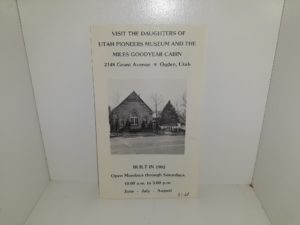 VISIT THE DAUGHTERS OF
UTAH PIONEERS MUSEUM AND THE
MILES GOODYEAR CABIN
2148 Grant Avenue • Ogden, Utah
BUILT IN 1902
Open Mondays through Saturdays
10:00 a.m. to 5:00 p.m.
June - July - August